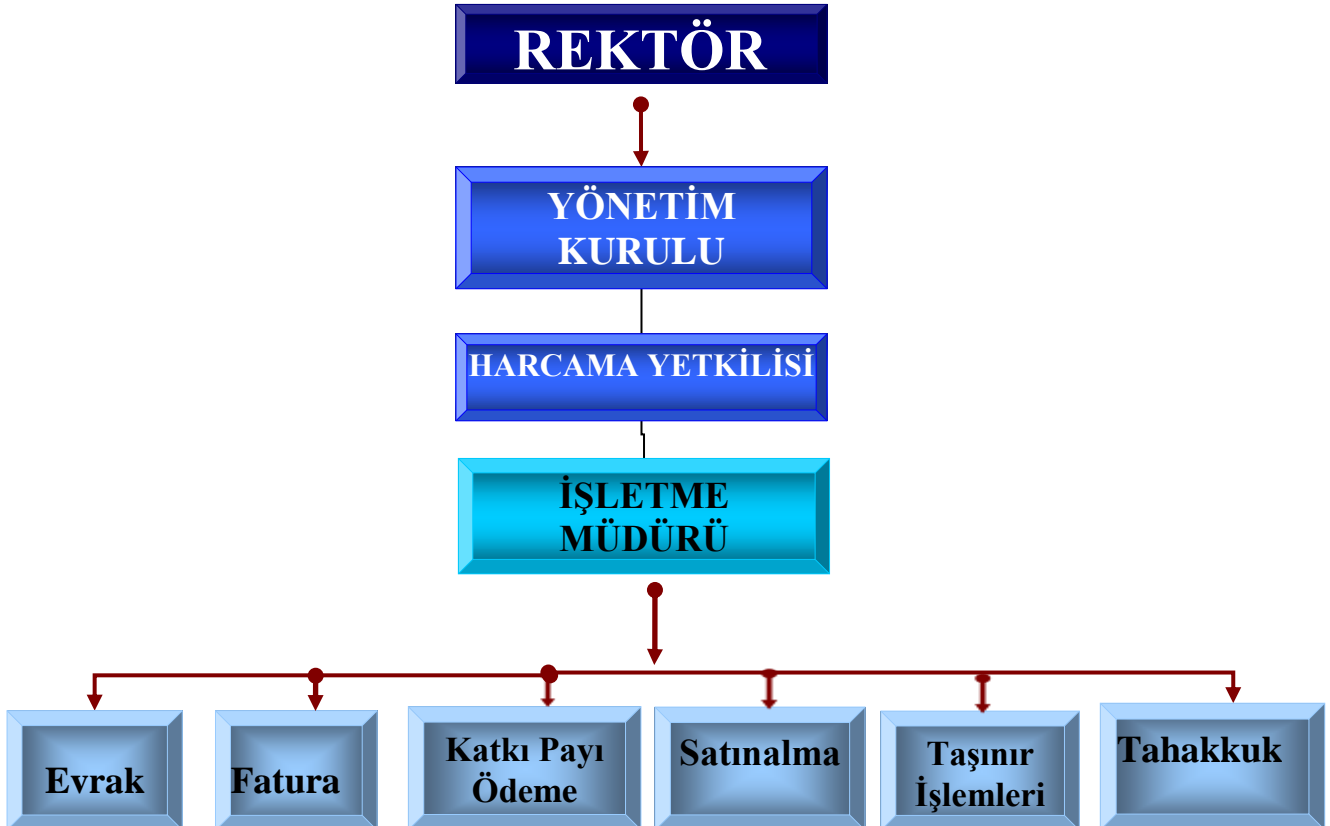 REKTÖR
YÖNETİM
KURULU
HARCAMA YETKİLİSİ
İŞLETME
MÜDÜRÜ
Evrak
Fatura
Katkı Payı
Ödeme
Satınalma
Taşınır
İşlemleri
Tahakkuk